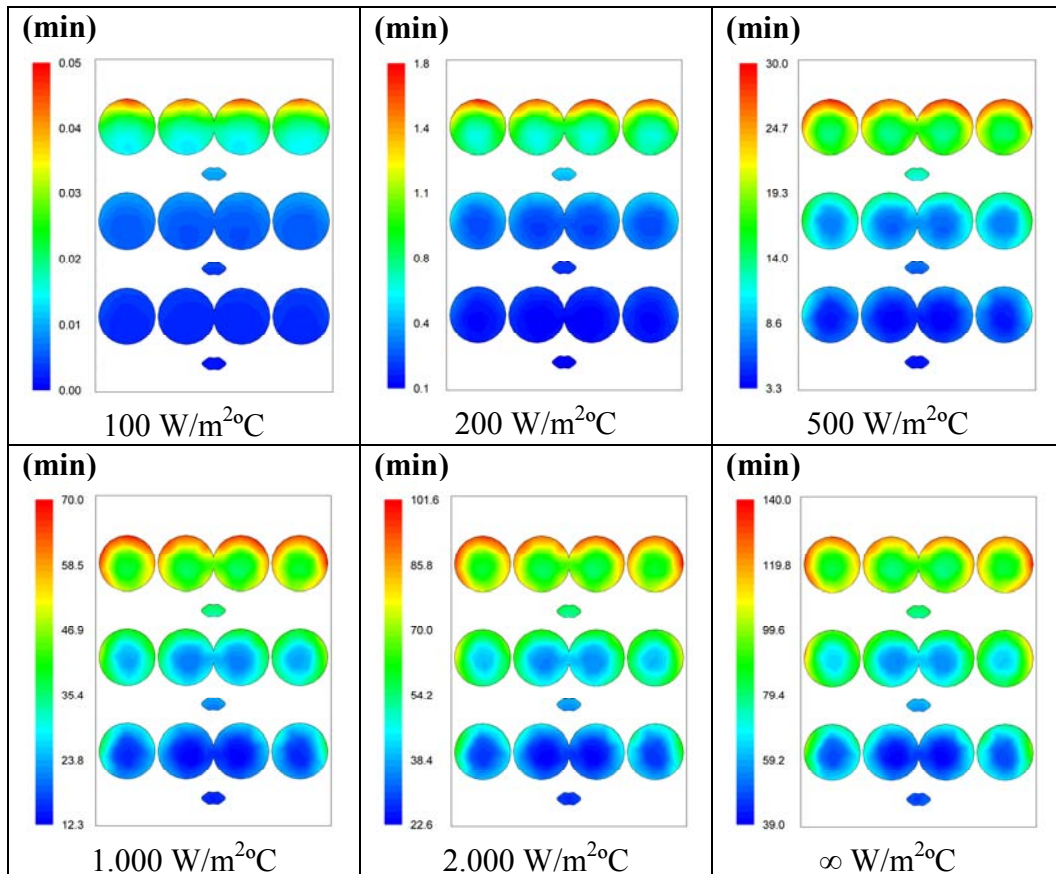 (min) (min) (min)
0.05 1.8 30.0
0.04 1.4 24.7
0.03 1.1 19.3
0.02 0.8 14.0
0.01 0.4 8.6
0.00 0.1 3.3
100 W/m²ºC 200 W/m²ºC 500 W/m²ºC
(min) (min) (min)
70.0 101.6 140.0
58.5 85.8 119.8
46.9 70.0 99.6
35.4 54.2 79.4
23.8 38.4 59.2
12.3 22.6 39.0
1.000 W/m²ºC 2.000 W/m²ºC ∞ W/m²ºC